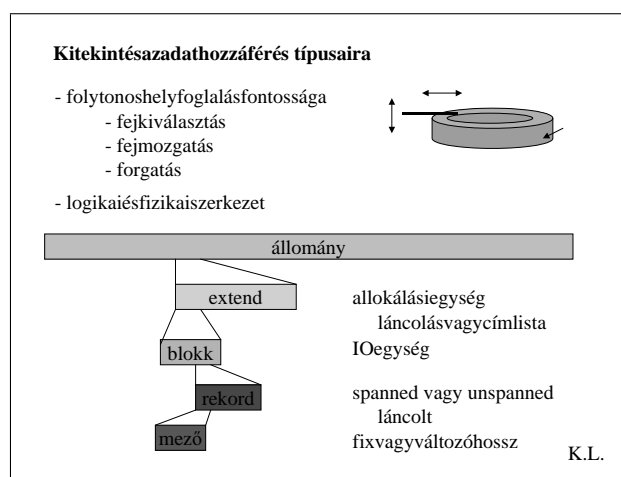 Kitekintésazadathozzáférés típusaira
- folytonoshelyfoglalásfontossága
- fejkiválasztás
- fejmozgatás
- forgatás
- logikaiésfizikaiszerkezet
állomány
extend
allokálásiegység
láncolásvagycímlista
blokk
IOegység
rekord
spanned vagy unspanned
láncolt
mező
fixvagyváltozóhossz
K.L.